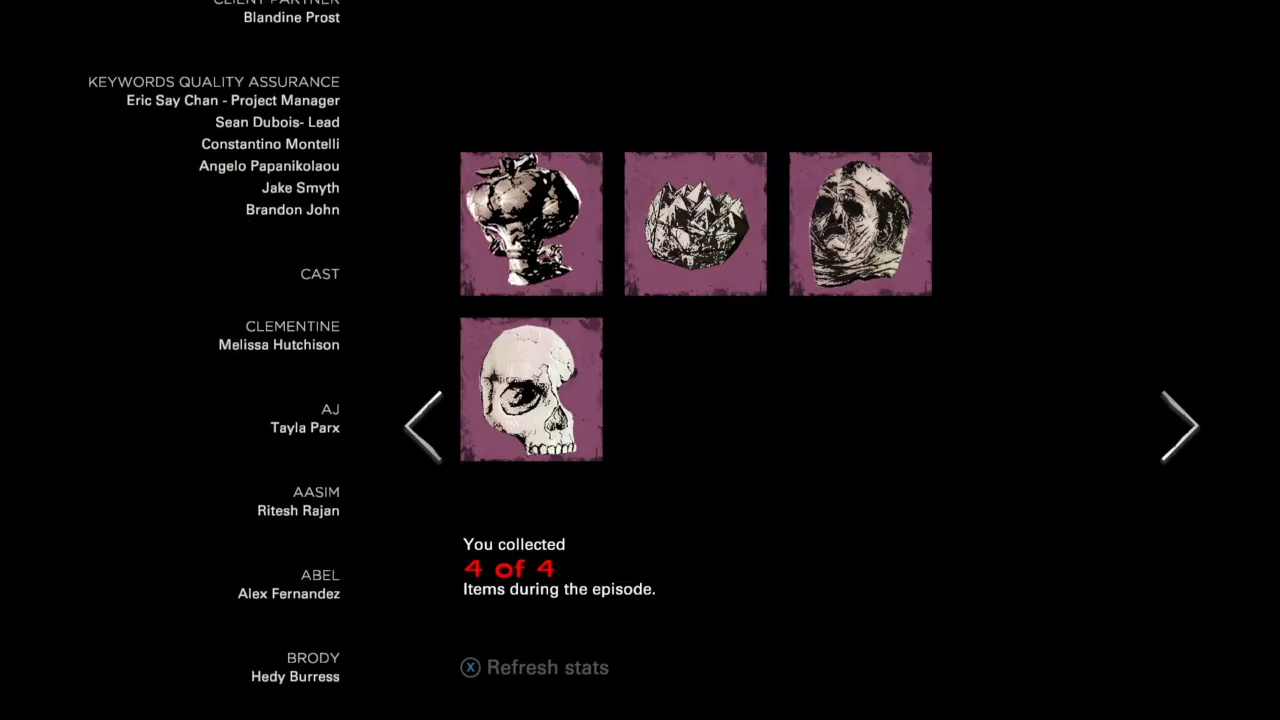 CLIENT PARTNER
Blandine Prost
KEYWORDS QUALITY ASSURANCE
Eric Say Chan - Project Manager
Sean Dubois- Lead
Constantino Montelli
Angelo Papanikolaou
Jake Smyth
Brandon John
CAST
CLEMENTINE
Melissa Hutchison
AJ
Tayla Parx
AASIM
Ritesh Rajan
ABEL
Alex Fernandez
BRODY
Hedy Burress
You collected
4 of 4
Items during the episode.
X Refresh stats